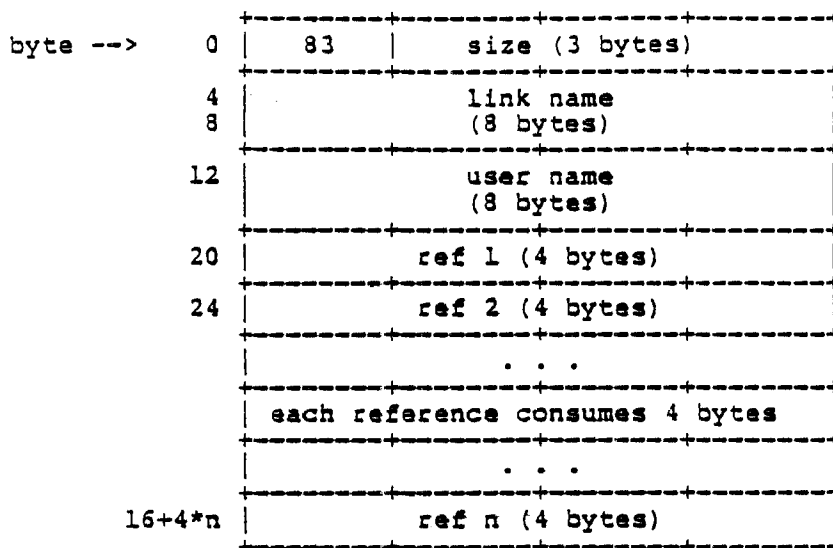 byte --> 0 | 83 | size (3 bytes)
4 link name
8 (8 bytes)
12 user name
(8 bytes)
20 ref 1 (4 bytes)
24 ref 2 (4 bytes)
. . .
each reference consumes 4 bytes
. . .
16+4*n ref n (4 bytes)